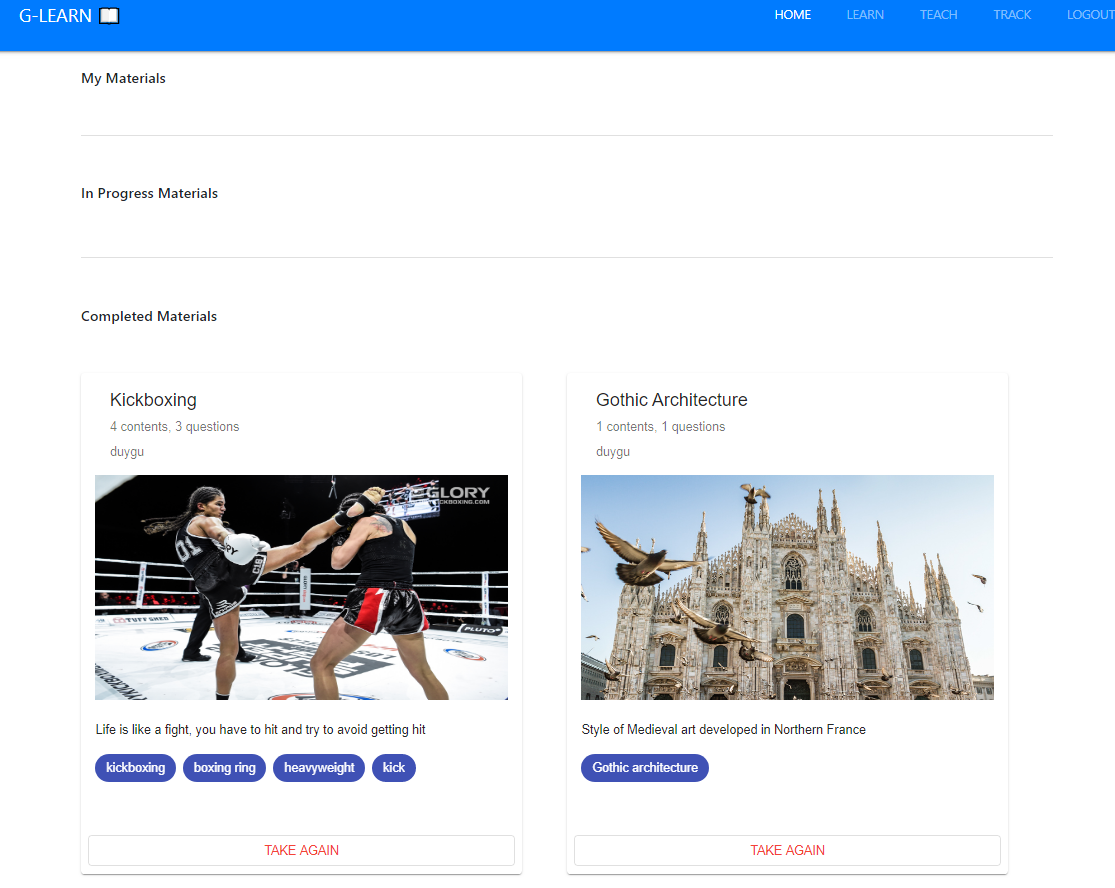 G-LEARN
HOME LEARN TEACH TRACK LOGOUT
My Materials
In Progress Materials
Completed Materials
Kickboxing
4 contents, 3 questions
duygu
GLORY
TUFF SHED
PLUTO
Life is like a fight, you have to hit and try to avoid getting hit
kickboxing boxing ring heavyweight kick
TAKE AGAIN
Gothic Architecture
1 contents, 1 questions
duygu
Style of Medieval art developed in Northern France
Gothic architecture
TAKE AGAIN